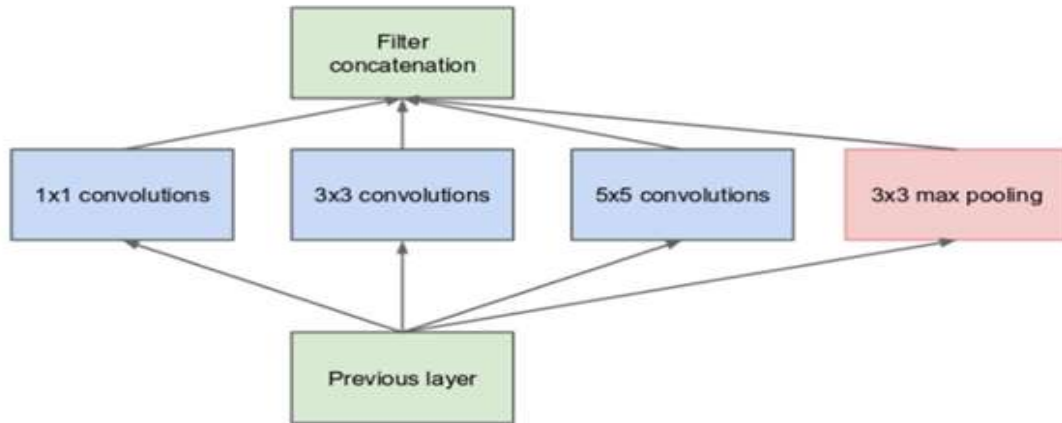 Filter
concatenation
1x1 convolutions
3x3 convolutions
5x5 convolutions
3x3 max pooling
Previous layer